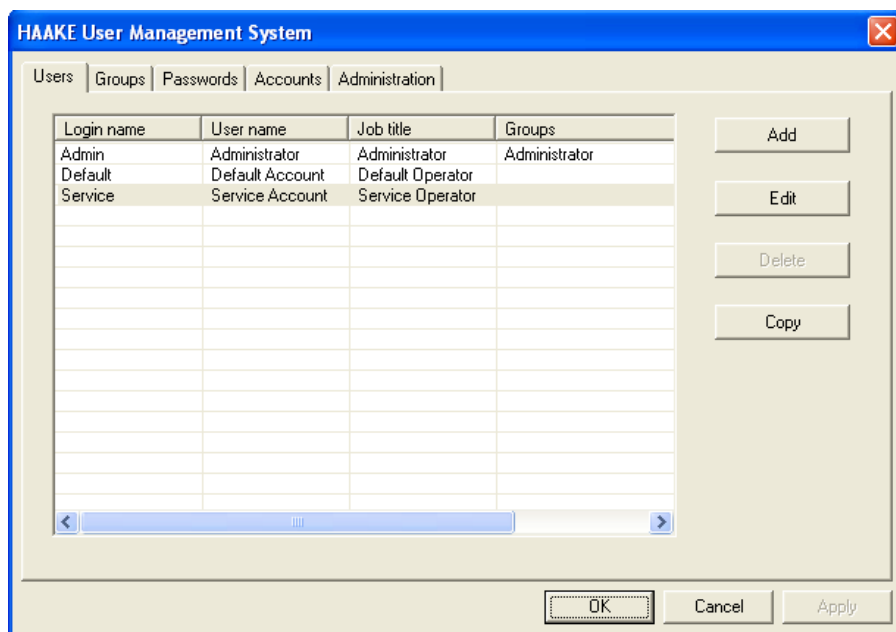 HAAKE User Management System
Users Groups Passwords Accounts Administration
Login name User name Job title Groups
Admin Administrator Administrator Administrator
Default Default Account Default Operator
Service Service Account Service Operator
Add
Edit
Delete
Copy
OK Cancel Apply